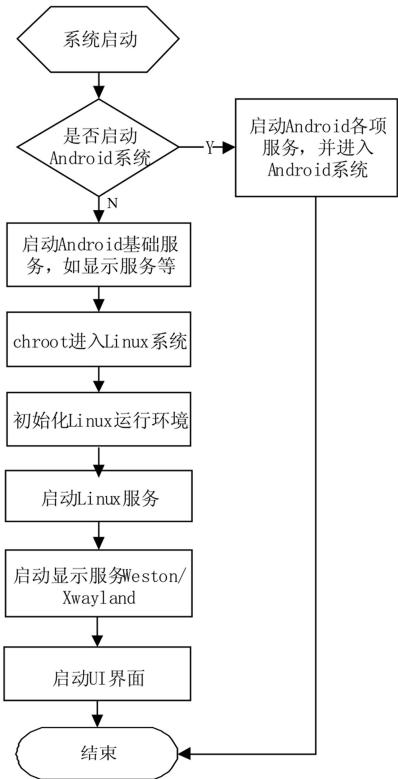 系统启动
是否启动
Android系统
Y
启动Android各项
服务，并进入
Android系统
N
启动Android基础服
务，如显示服务等
chroot进入Linux系统
初始化Linux运行环境
启动Linux服务
启动显示服务Weston/
Xwayland
启动UI界面
结束